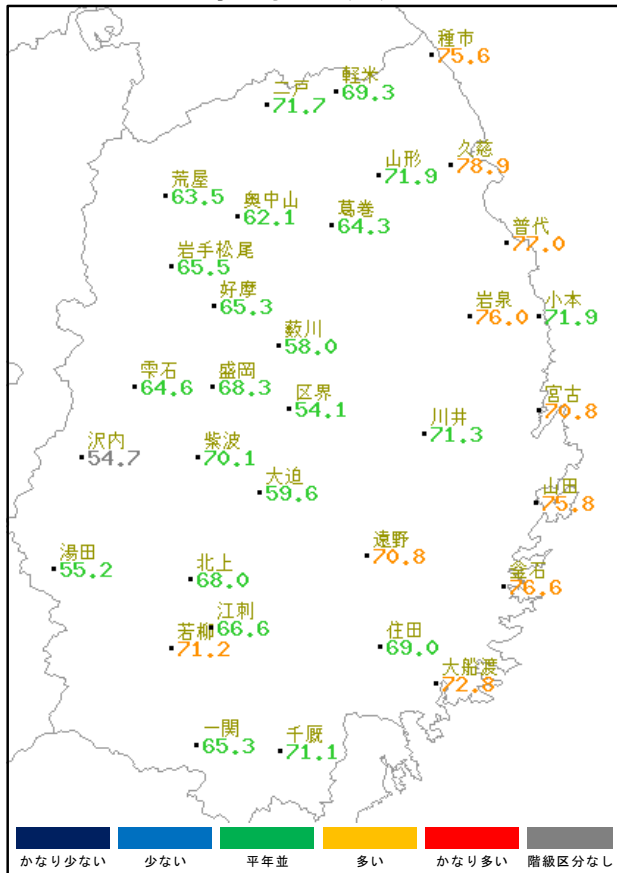 種市
75.6
軽米
69.3
二戸
71.7
久慈
78.9
山形
71.9
荒屋
63.5
奥中山
62.1
葛巻
64.3
普代
77.0
岩手松尾
65.5
好摩
65.3
岩泉
76.0
小本
71.9
薮川
58.0
雫石
64.6
盛岡
68.3
区界
54.1
宮古
70.8
川井
71.3
沢内
54.7
柴波
70.1
大迫
59.6
山田
75.8
遠野
70.8
湯田
55.2
北上
68.0
釜石
76.6
江刺
66.6
若柳
71.2
住田
69.0
大船渡
72.8
一関
65.3
千厩
71.1
かなり少ない 少ない 平年並 多い かなり多い 階級区分なし